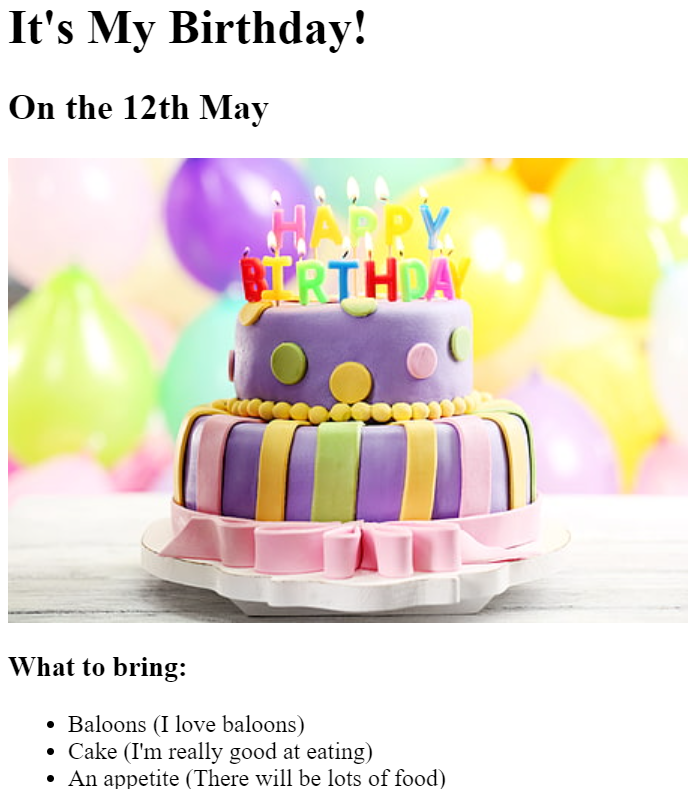 It's My Birthday!
On the 12th May
HAPPY
BIRTHDAY
What to bring:
Baloons (I love baloons)
Cake (I'm really good at eating)
An appetite (There will be lots of food)